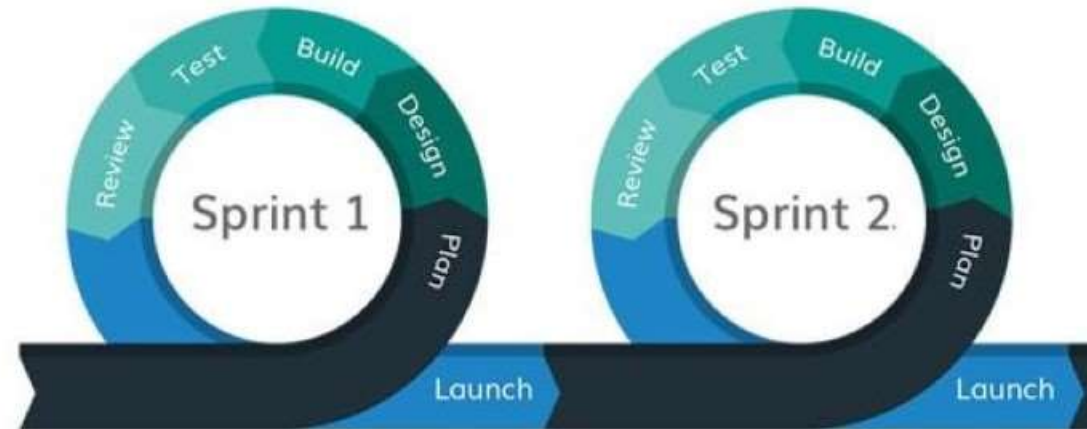 Test
Build
Review
Design
Sprint 1
Plan
Launch
Test
Build
Review
Design
Sprint 2.
Plan
Launch